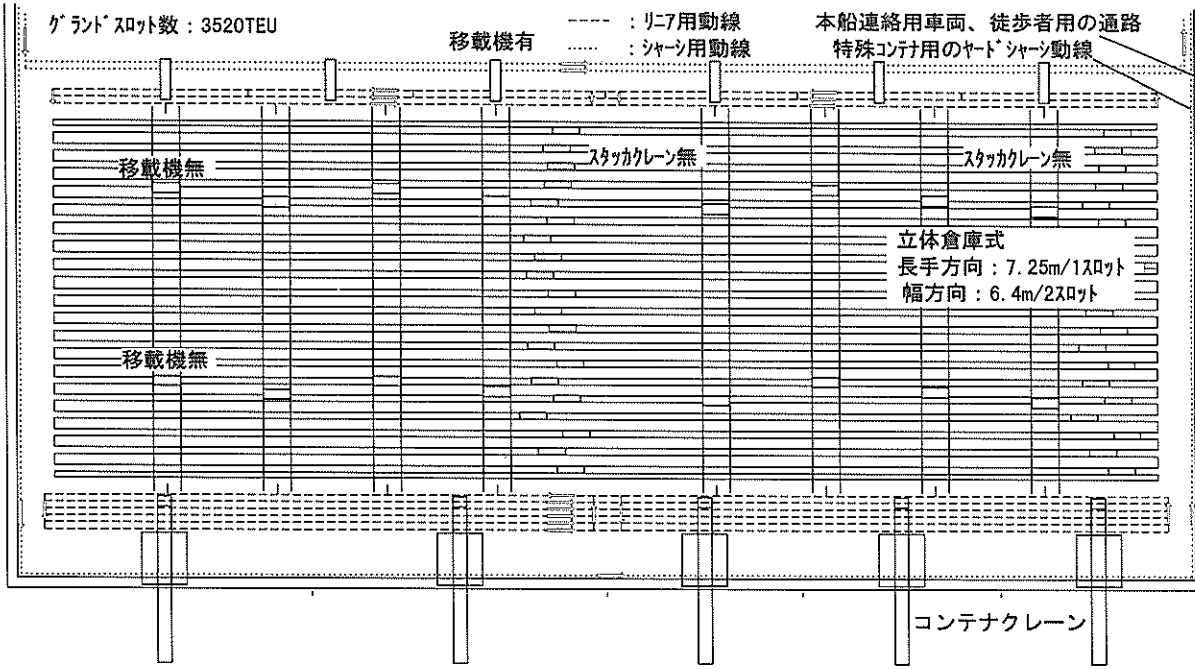 グランドスロット数：3520TEU
移載機有
---- ：リニア用動線
...... ：シャーシ用動線
本船連絡用車両、徒歩者用の通路
特殊コンテナ用のヤードシャーシ動線
移載機無
スタッカクレーン無
スタッカクレーン無
立体倉庫式
長手方向：7.25m/1スロット
幅方向：6.4m/2スロット
移載機無
コンテナクレーン